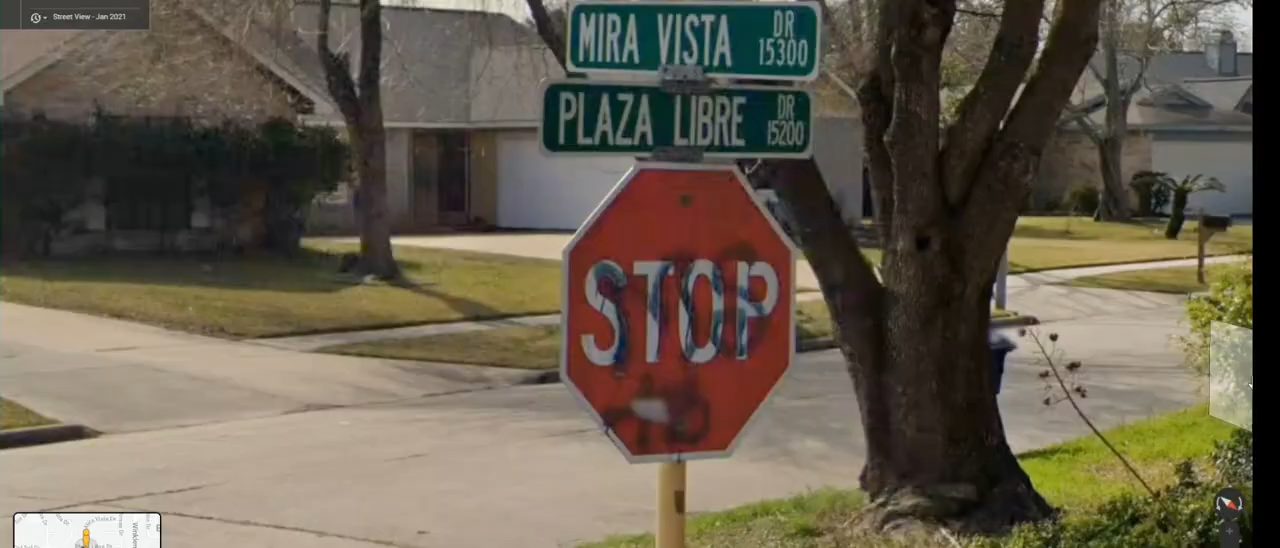 Street View - Jan 2021
MIRA VISTA DR 15300
PLAZA LIBRE DR 15200
STOP